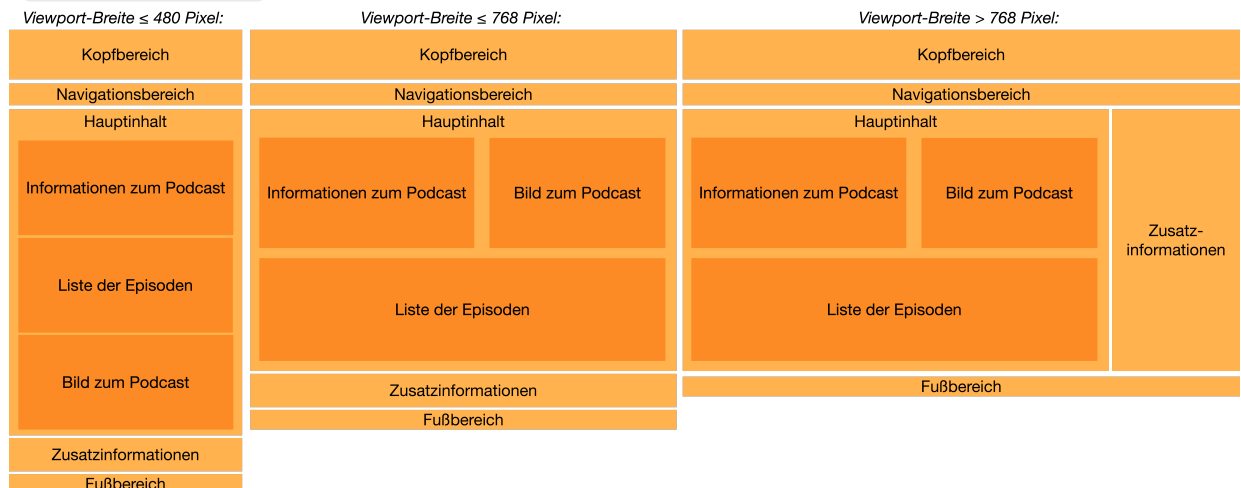 Viewport-Breite ≤ 480 Pixel:
Kopfbereich
Navigationsbereich
Hauptinhalt
Informationen zum Podcast
Liste der Episoden
Bild zum Podcast
Zusatzinformationen
Fußbereich
Viewport-Breite ≤ 768 Pixel:
Kopfbereich
Navigationsbereich
Hauptinhalt
Informationen zum Podcast
Bild zum Podcast
Liste der Episoden
Zusatzinformationen
Fußbereich
Viewport-Breite > 768 Pixel:
Kopfbereich
Navigationsbereich
Hauptinhalt
Informationen zum Podcast
Bild zum Podcast
Liste der Episoden
Zusatz-
informationen
Fußbereich